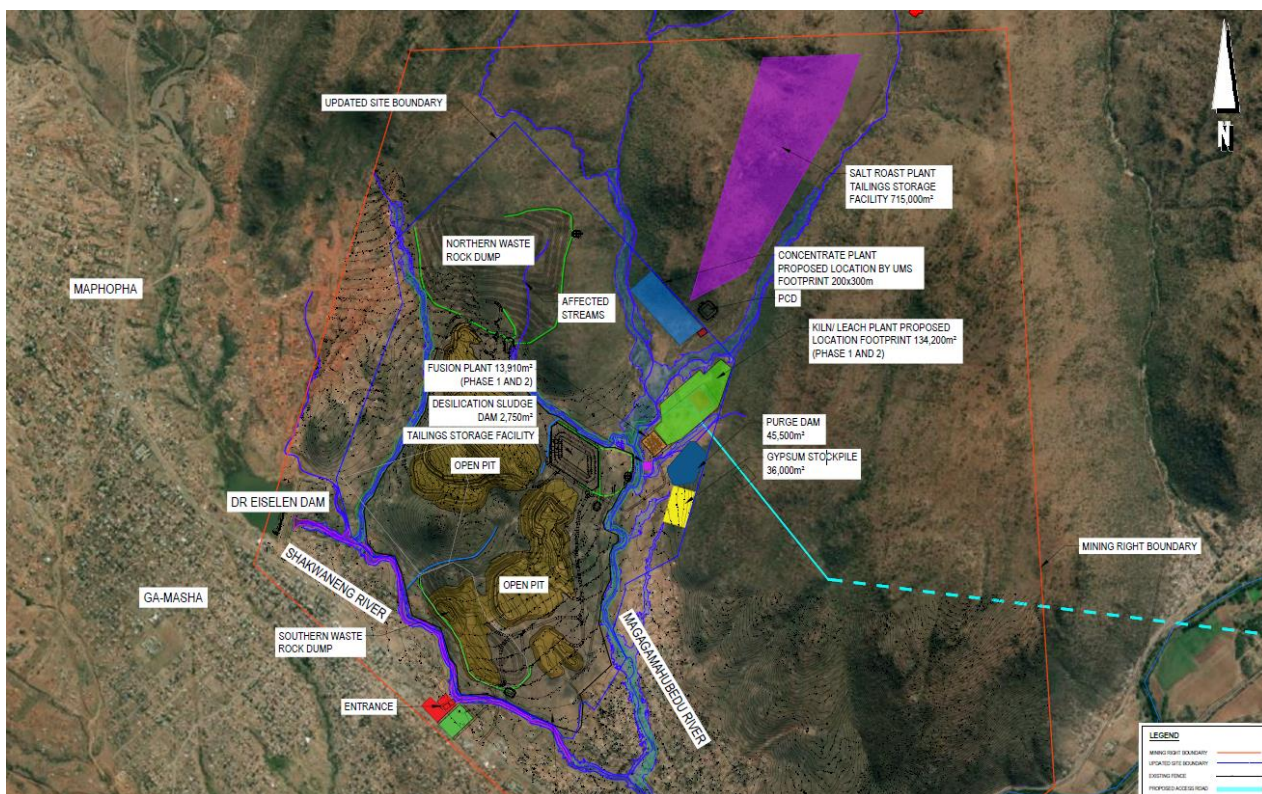 UPDATED SITE BOUNDARY
N
SALT ROAST PLANT
TAILINGS STORAGE
FACILITY 715,000m²
NORTHERN WASTE
ROCK DUMP
CONCENTRATE PLANT
PROPOSED LOCATION BY UMS
FOOTPRINT 200x300m
MAPHOPHA
PCD
AFFECTED
STREAMS
KILN/ LEACH PLANT PROPOSED
LOCATION FOOTPRINT 134,200m²
(PHASE 1 AND 2)
FUSION PLANT 13,910m²
(PHASE 1 AND 2)
DESILICATION SLUDGE
DAM 2,750m²
TAILINGS STORAGE FACILITY
PURGE DAM
45,500m²
GYPSUM STOCKPILE
36,000m²
OPEN PIT
DR EISELEN DAM
SHAKWANENG RIVER
MINING RIGHT BOUNDARY
OPEN PIT
GA-MASHA
SOUTHERN WASTE
ROCK DUMP
MAGAGAMAHUBEDU RIVER
ENTRANCE
LEGEND
MINING RIGHT BOUNDARY
UPDATED SITE BOUNDARY
EXISTING FENCE
PROPOSED ACCESS ROAD